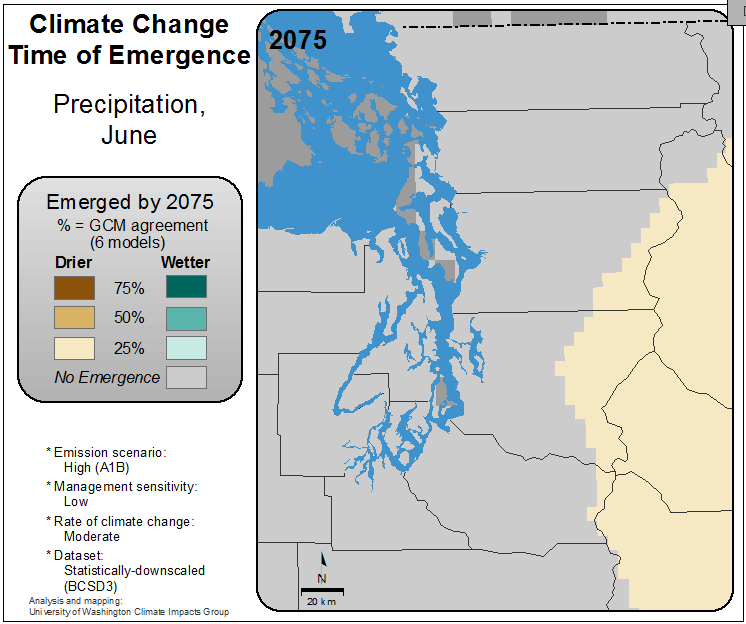 Climate Change
Time of Emergence
Precipitation,
June
Emerged by 2075
% = GCM agreement
(6 models)
Drier Wetter
75%
50%
25%
No Emergence
* Emission scenario:
High (A1B)
* Management sensitivity:
Low
* Rate of climate change:
Moderate
* Dataset:
Statistically-downscaled
(BCSD3)
Analysis and mapping:
University of Washington Climate Impacts Group
2075
N
20 km